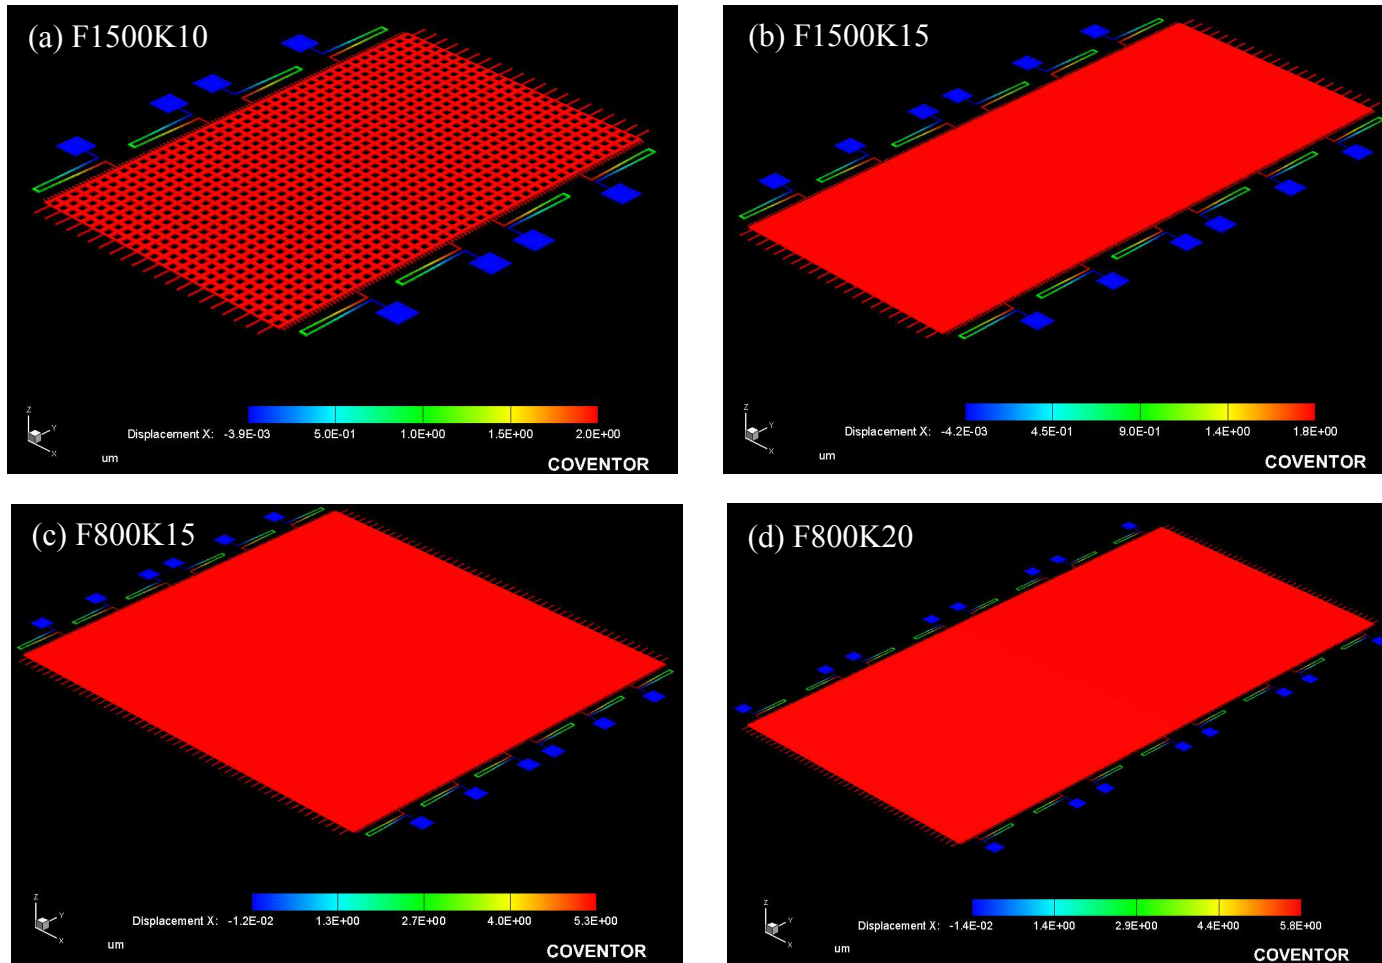 (a) F1500K10
Z
Y
X
Displacement X: -3.9E-03 5.0E-01 1.0E+00 1.5E+00 2.0E+00
um
COVENTOR
(b) F1500K15
Z
Y
X
Displacement X: -4.2E-03 4.5E-01 9.0E-01 1.4E+00 1.8E+00
um
COVENTOR
(c) F800K15
Z
Y
X
Displacement X: -1.2E-02 1.3E+00 2.7E+00 4.0E+00 5.3E+00
um
COVENTOR
(d) F800K20
Z
Y
X
Displacement X: -1.4E-02 1.4E+00 2.9E+00 4.4E+00 5.8E+00
um
COVENTOR